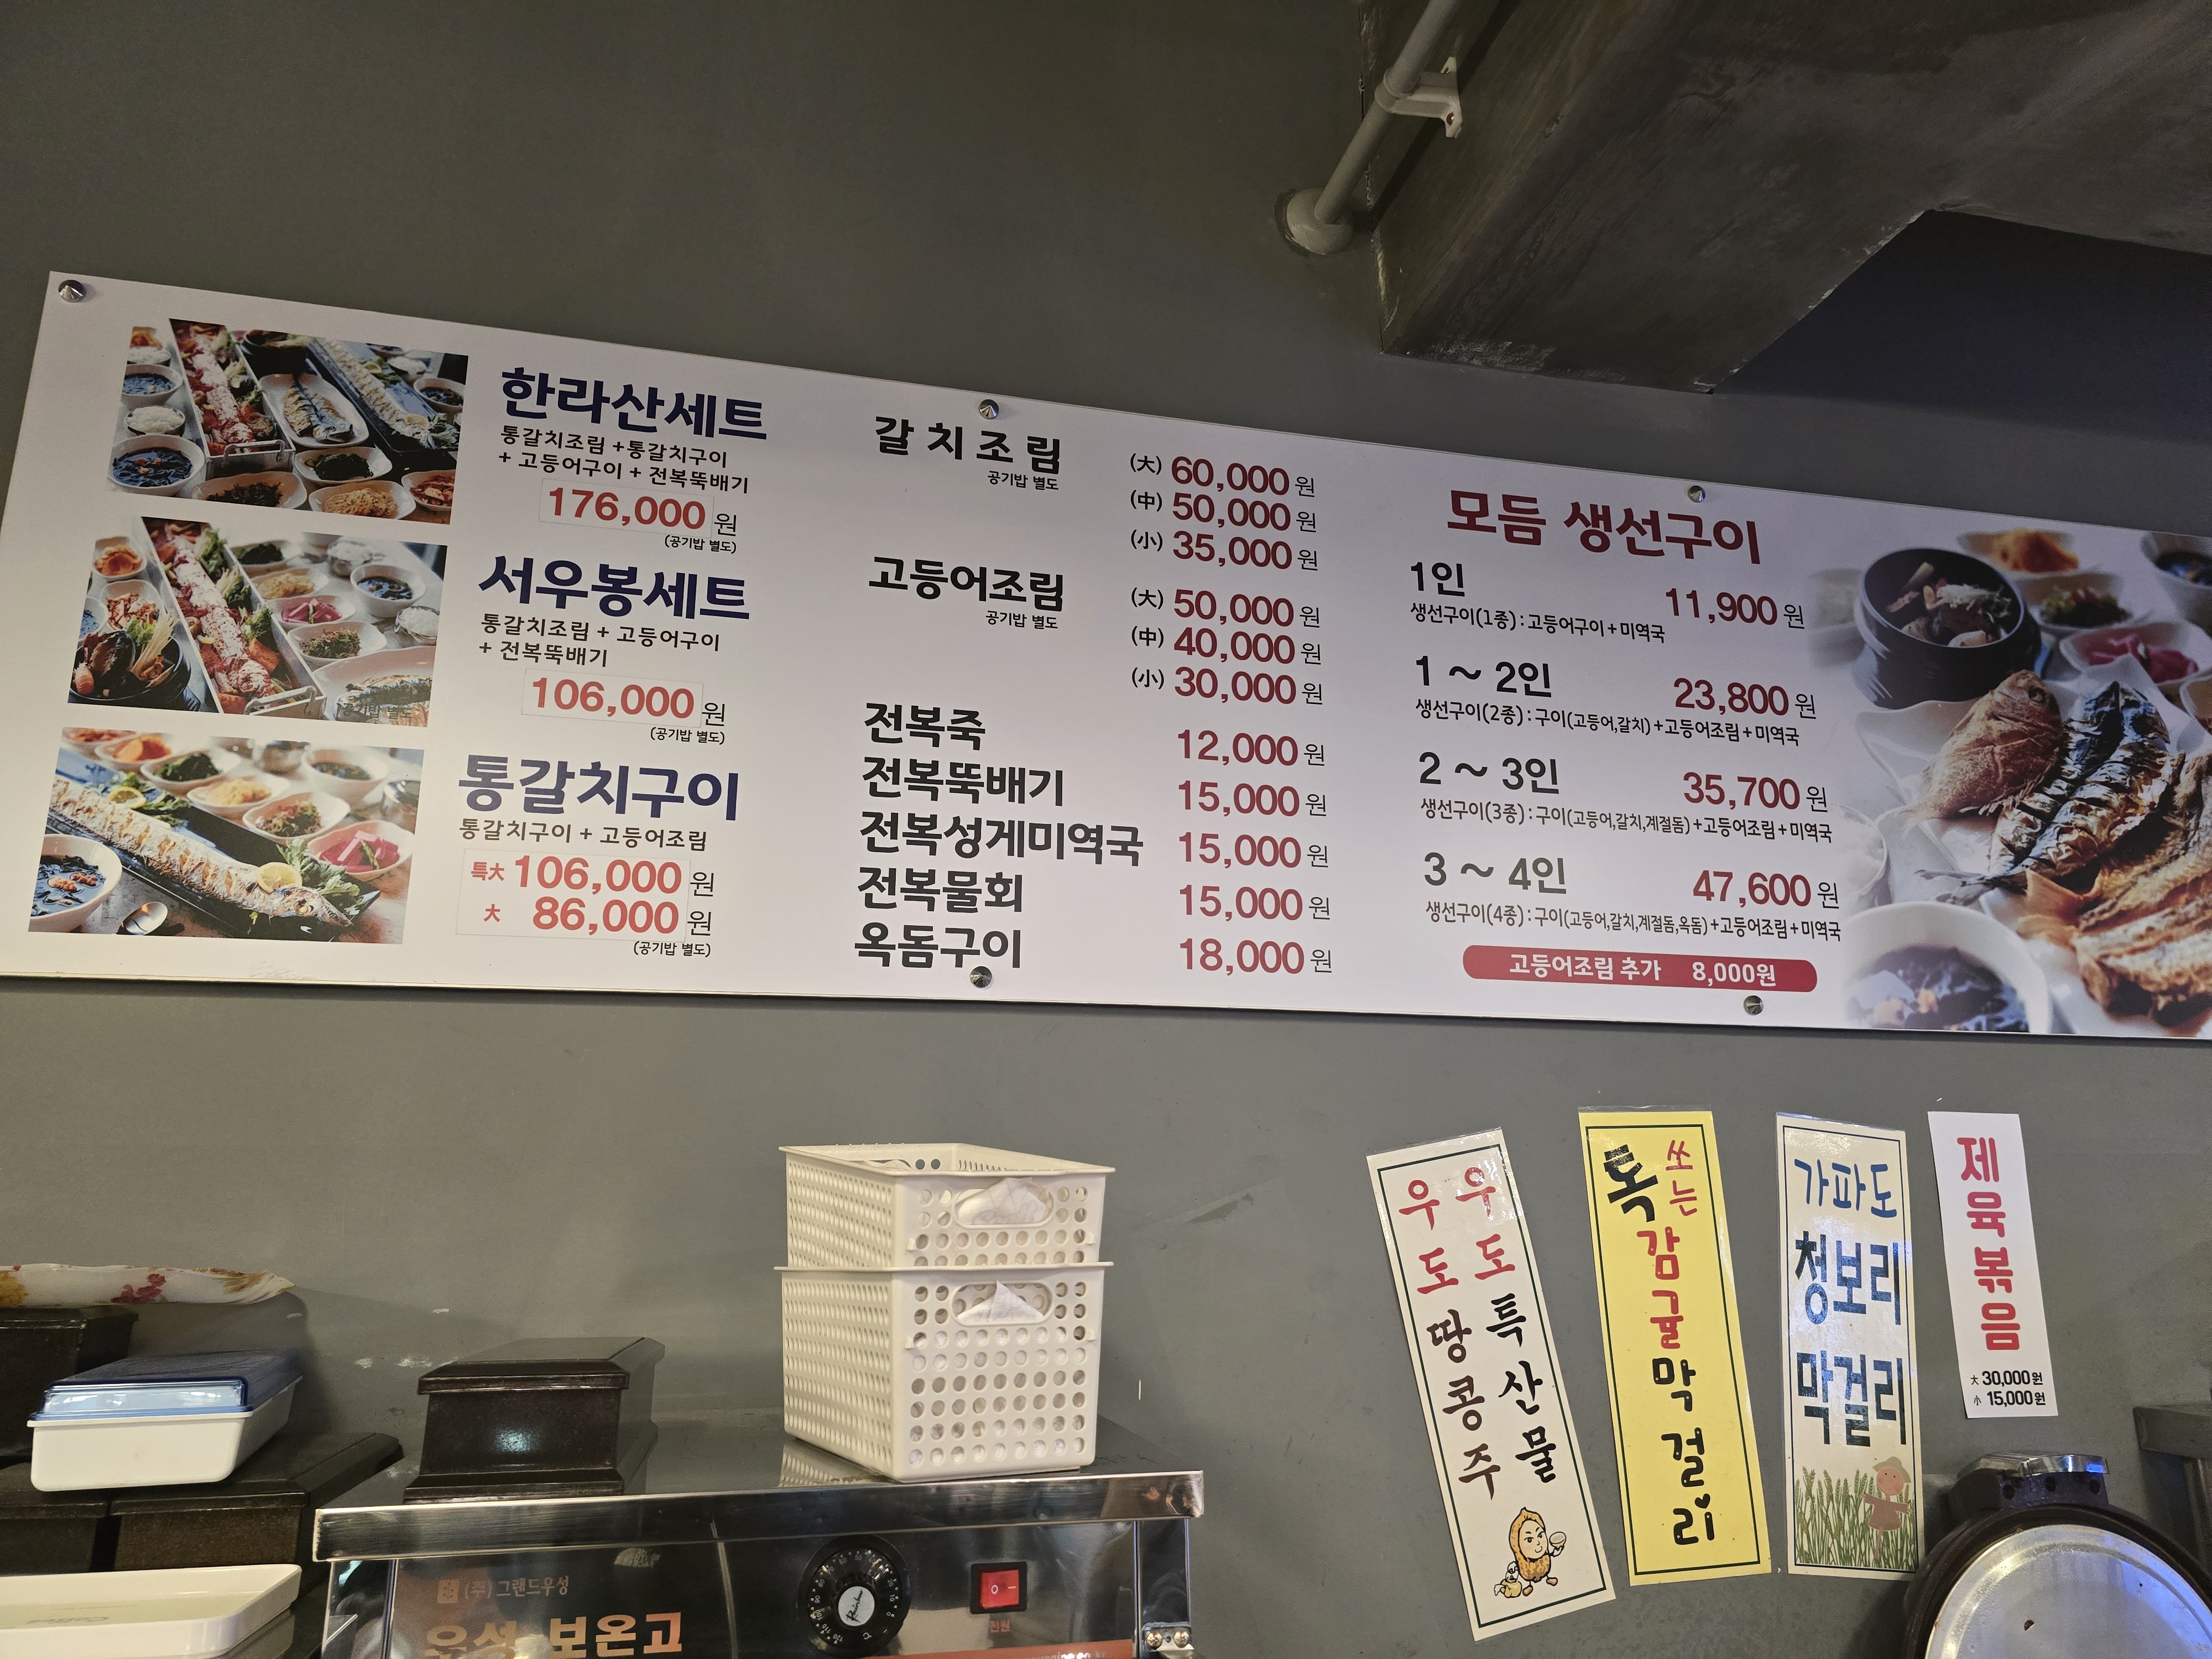 한라산세트
통갈치조림 +통갈치구이
+ 고등어구이 + 전복뚝배기
176,000 원
(공기밥 별도)
서우봉세트
통갈치조림 + 고등어구이
+ 전복뚝배기
106,000 원
(공기밥 별도)
통갈치구이
통갈치구이 + 고등어조림
특大 106,000 원
大 86,000 원
(공기밥 별도)
갈치조림
공기밥 별도
(大) 60,000 원
(中) 50,000 원
(小) 35,000 원
고등어조림
공기밥 별도
(大) 50,000 원
(中) 40,000 원
(小) 30,000 원
전복죽 12,000 원
전복뚝배기 15,000 원
전복성게미역국 15,000 원
전복물회 15,000 원
옥돔구이 18,000 원
모듬 생선구이
1인 11,900 원
생선구이(1종) : 고등어구이 + 미역국
1 ~ 2인 23,800 원
생선구이(2종) : 구이(고등어,갈치) +고등어조림 + 미역국
2 ~ 3인 35,700 원
생선구이(3종) : 구이(고등어,갈치,계절돔) +고등어조림 + 미역국
3 ~ 4인 47,600 원
생선구이(4종) : 구이(고등어,갈치,계절돔,옥돔) +고등어조림 + 미역국
고등어조림 추가 8,000원
우도특산물
우도땅콩주
톡쏘는
감귤막걸리
가파도
청보리
막걸리
제육볶음
大 30,000원
小 15,000원
(주) 그랜드우성
우성 보온고
전원